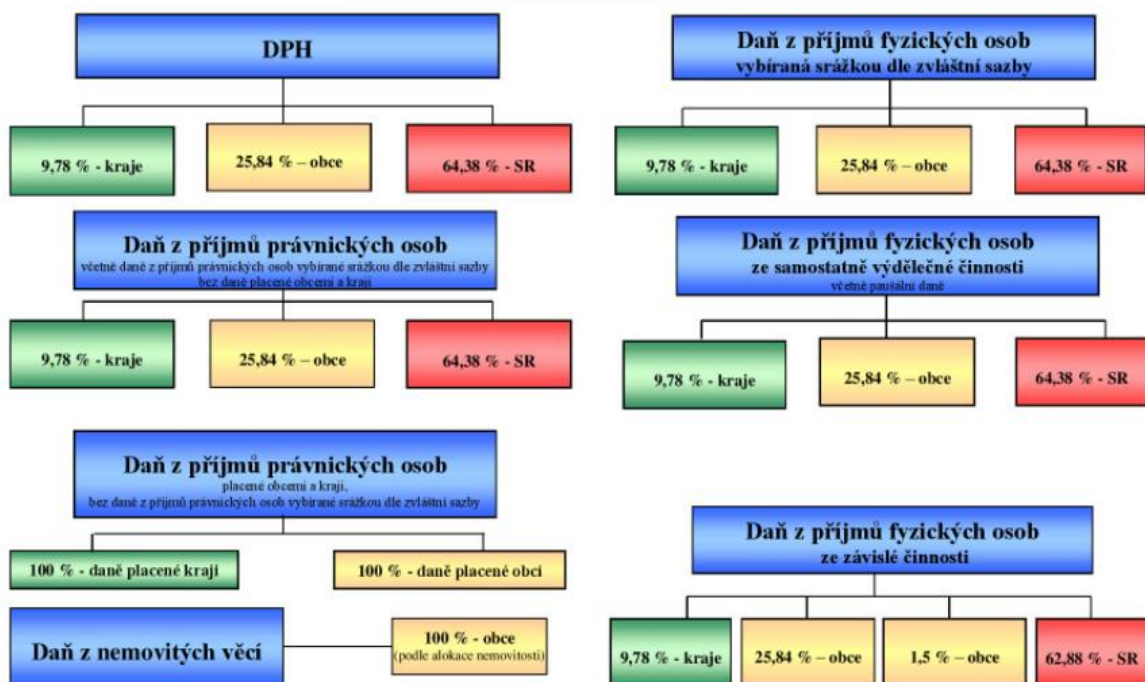 DPH
9,78 % - kraje
25,84 % – obce
64,38 % - SR
Daň z příjmů fyzických osob
vybíraná srážkou dle zvláštní sazby
9,78 % - kraje
25,84 % – obce
64,38 % - SR
Daň z příjmů právnických osob
včetně daně z příjmů právnických osob vybírané srážkou dle zvláštní sazby
bez daně placené obcemi a kraji
9,78 % - kraje
25,84 % – obce
64,38 % - SR
Daň z příjmů fyzických osob
ze samostatně výdělečné činnosti
včetně paušální daně
9,78 % - kraje
25,84 % – obce
64,38 % - SR
Daň z příjmů právnických osob
placené obcemi a kraji,
bez daně z příjmů právnických osob vybírané srážkou dle zvláštní sazby
100 % - daně placené kraji
100 % - daně placené obcí
Daň z nemovitých věcí
100 % - obce
(podle alokace nemovitosti)
Daň z příjmů fyzických osob
ze závislé činnosti
9,78 % - kraje
25,84 % – obce
1,5 % – obce
62,88 % - SR